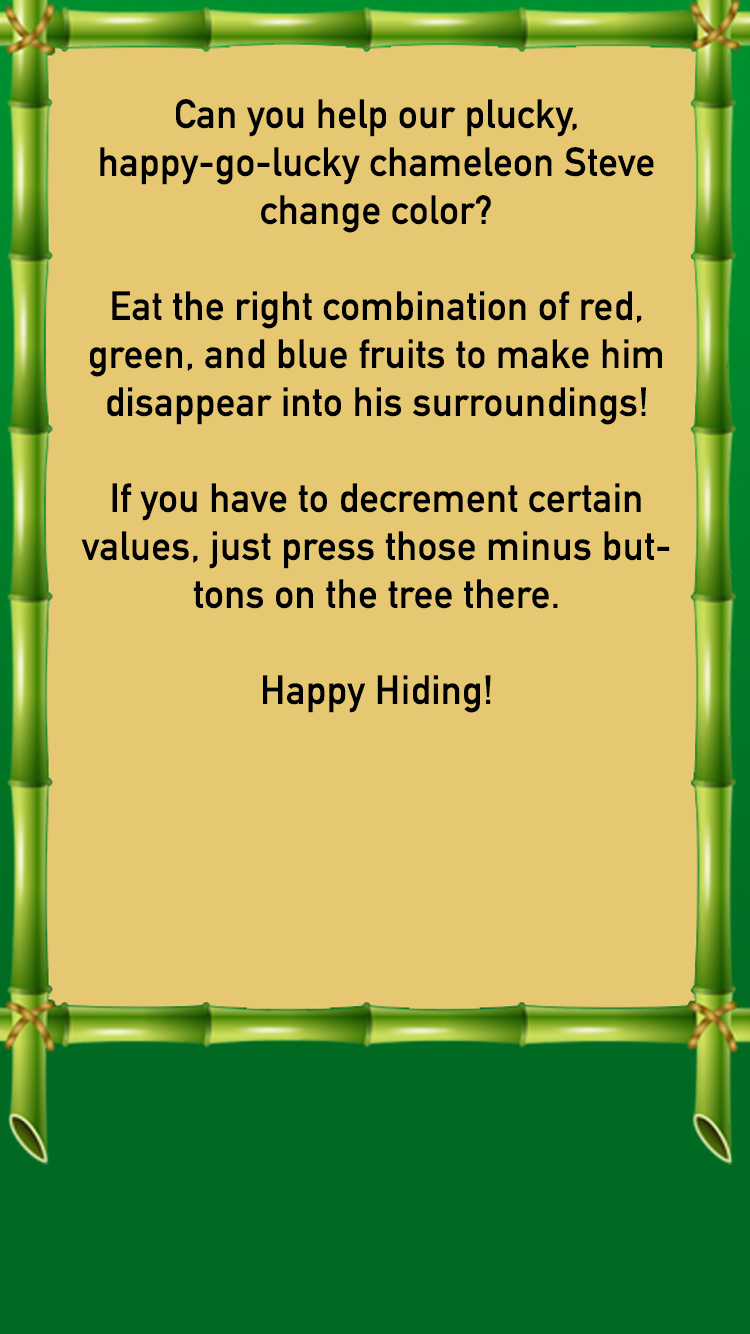 Can you help our plucky,
happy-go-lucky chameleon Steve
change color?
Eat the right combination of red,
green, and blue fruits to make him
disappear into his surroundings!
If you have to decrement certain
values, just press those minus but-
tons on the tree there.
Happy Hiding!